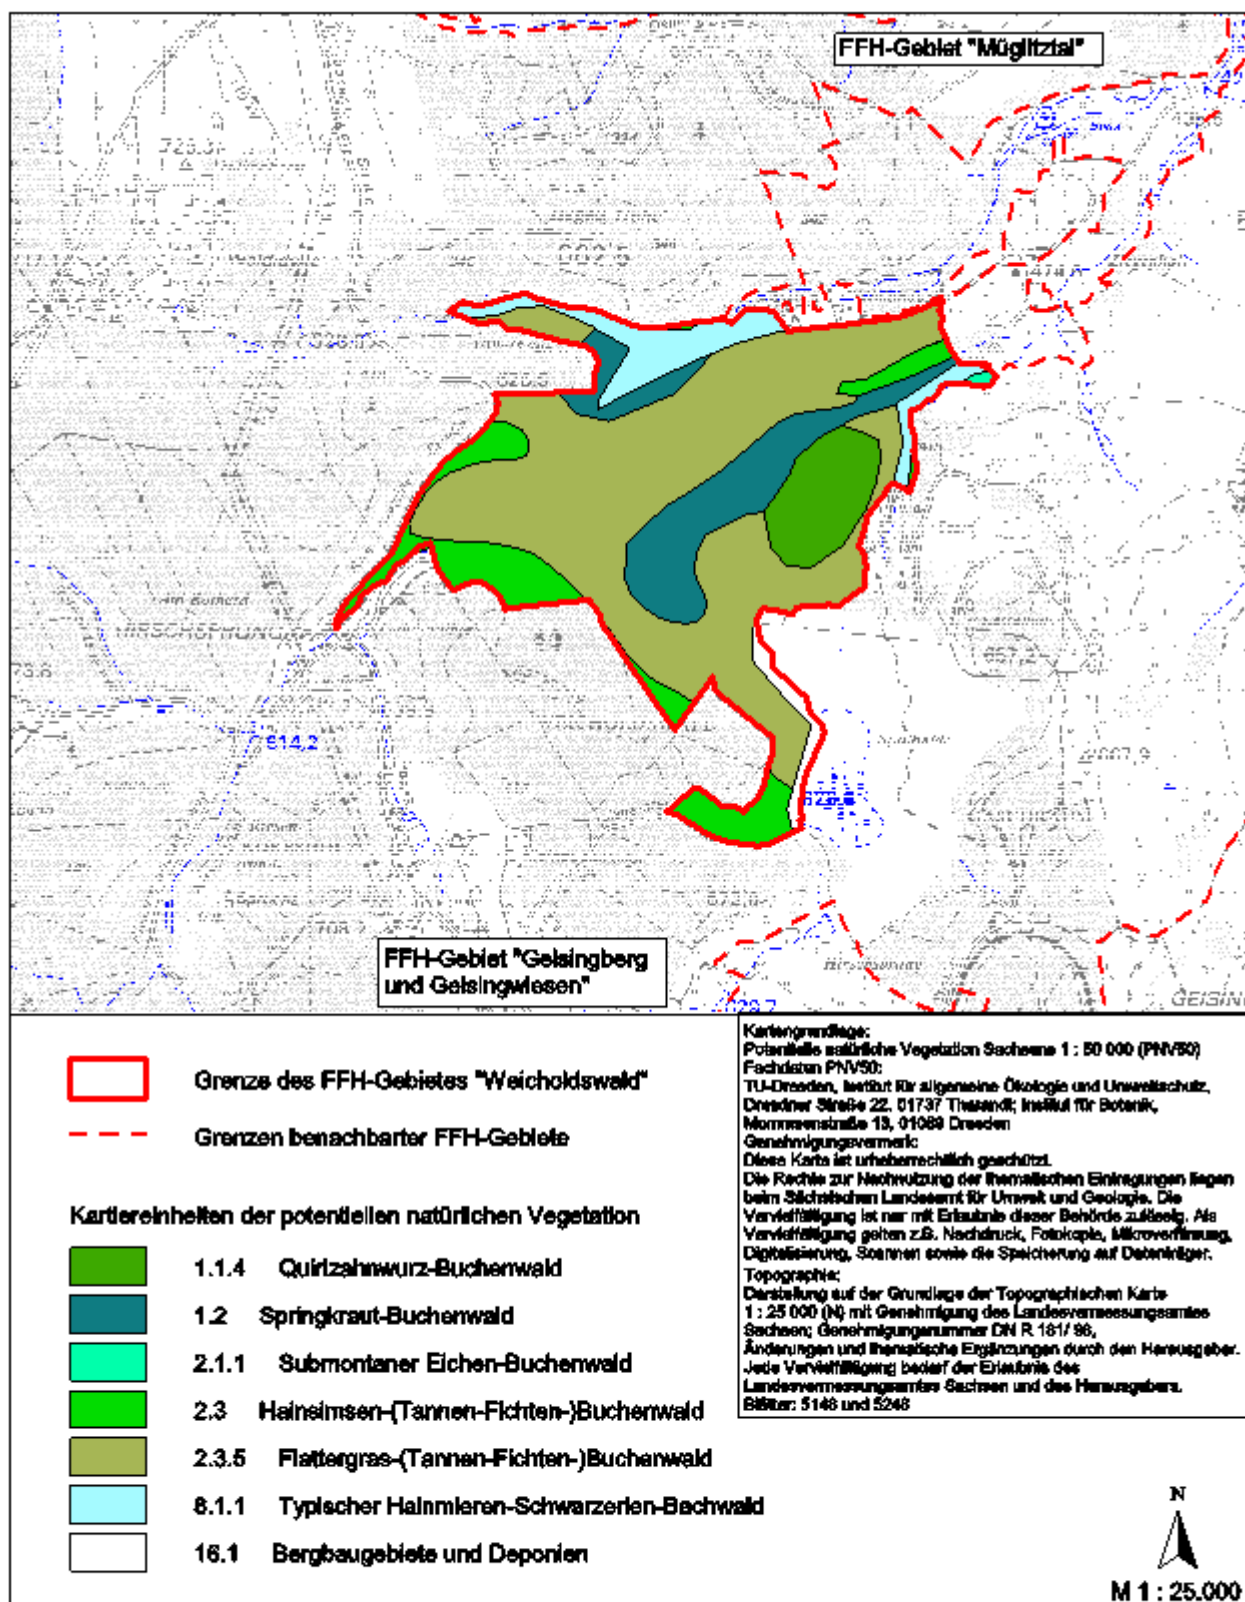 FFH-Gebiet "Müglitztal"
614.2
FFH-Gebiet "Geisingberg
und Geisingwiesen"
Grenze des FFH-Gebietes "Weicholdswald"
Grenzen benachbarter FFH-Gebiete
Kartiereinheiten der potentiellen natürlichen Vegetation
1.1.4 Quirlzahnwurz-Buchenwald
1.2 Springkraut-Buchenwald
2.1.1 Submontaner Eichen-Buchenwald
2.3 Hainsimsen-(Tannen-Fichten-)Buchenwald
2.3.5 Flattergras-(Tannen-Fichten-)Buchenwald
8.1.1 Typischer Hainmieren-Schwarzerlen-Bachwald
16.1 Bergbaugebiete und Deponien
Kartengrundlage:
Potentielle natürliche Vegetation Sachsens 1 : 50 000 (PNV50)
Fachdaten PNV50:
TU-Dresden, Institut für allgemeine Ökologie und Umweltschutz,
Dresdner Straße 22, 01737 Tharandt; Institut für Botanik,
Mommsenstraße 13, 01069 Dresden
Genehmigungsvermerk:
Diese Karte ist urheberrechtlich geschützt.
Die Rechte zur Nachnutzung der thematischen Eintragungen liegen
beim Sächsischen Landesamt für Umwelt und Geologie. Die
Vervielfältigung ist nur mit Erlaubnis dieser Behörde zulässig. Als
Vervielfältigung gelten z.B. Nachdruck, Fotokopie, Mikroverfilmung,
Digitalisierung, Scannen sowie die Speicherung auf Datenträger.
Topographie:
Darstellung auf der Grundlage der Topographischen Karte
1 : 25 000 (N) mit Genehmigung des Landesvermessungsamtes
Sachsen; Genehmigungsnummer DN R 181/ 96,
Änderungen und thematische Ergänzungen durch den Herausgeber.
Jede Vervielfältigung bedarf der Erlaubnis des
Landesvermessungsamtes Sachsen und des Herausgebers.
Blätter: 5148 und 5248
N
M 1 : 25.000